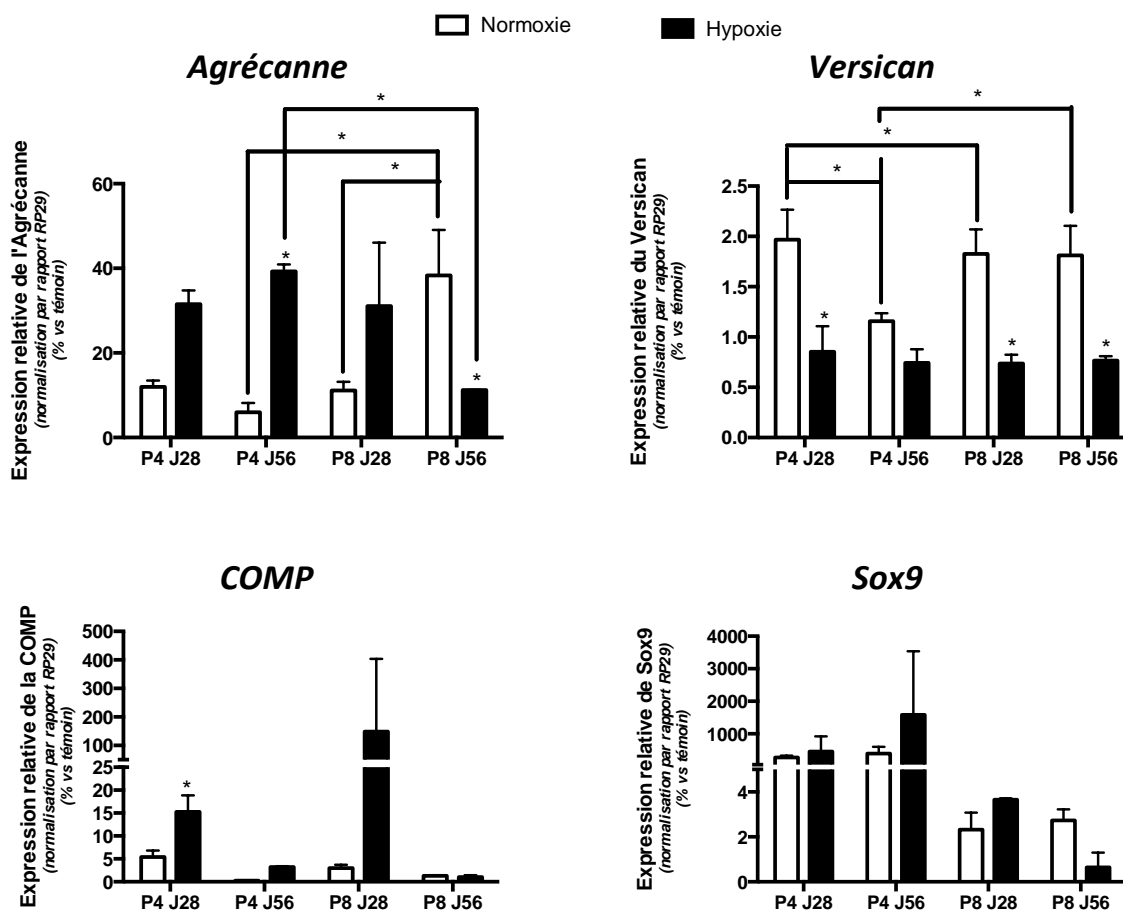 Normoxie
Hypoxie
Agrécanne
Expression relative de l'Agrécanne
(normalisation par rapport RP29)
(% vs témoin)
60
40
20
0
*
*
*
*
*
P4 J28
P4 J56
P8 J28
P8 J56
Versican
Expression relative du Versican
(normalisation par rapport RP29)
(% vs témoin)
2.5
2.0
1.5
1.0
0.5
0.0
*
*
*
*
*
*
P4 J28
P4 J56
P8 J28
P8 J56
COMP
Expression relative de la COMP
(normalisation par rapport RP29)
(% vs témoin)
500
400
300
200
100
25
20
15
10
5
0
*
P4 J28
P4 J56
P8 J28
P8 J56
Sox9
Expression relative de Sox9
(normalisation par rapport RP29)
(% vs témoin)
4000
3000
2000
1000
4
2
0
P4 J28
P4 J56
P8 J28
P8 J56